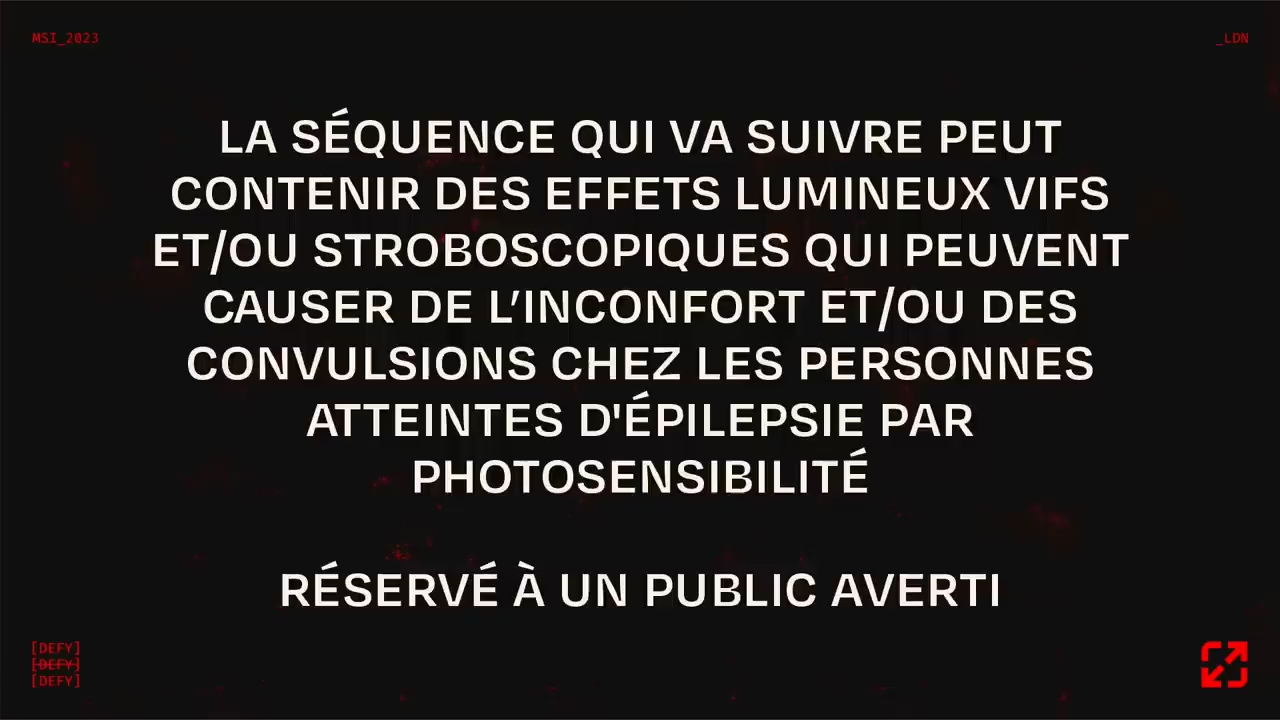 MSI_2023
_LDN
LA SÉQUENCE QUI VA SUIVRE PEUT
CONTENIR DES EFFETS LUMINEUX VIFS
ET/OU STROBOSCOPIQUES QUI PEUVENT
CAUSER DE L’INCONFORT ET/OU DES
CONVULSIONS CHEZ LES PERSONNES
ATTEINTES D'ÉPILEPSIE PAR
PHOTOSENSIBILITÉ
RÉSERVÉ À UN PUBLIC AVERTI
[DEFY]
[DEFY]
[DEFY]